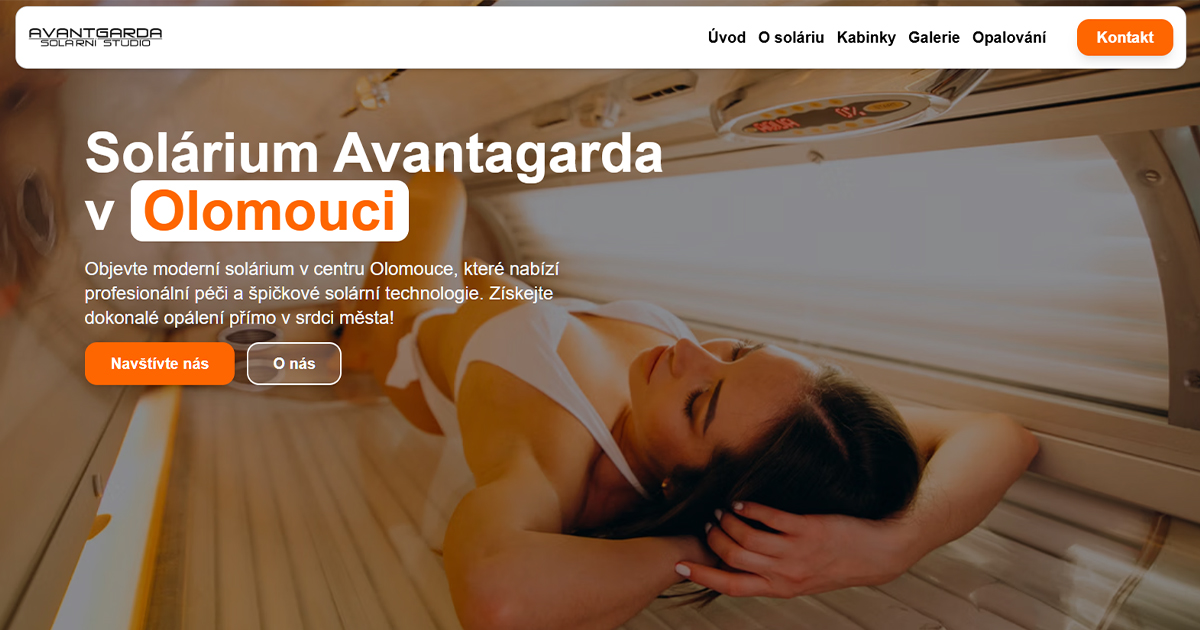 AVANTGARDA
SOLÁRNÍ STUDIO
Úvod O soláriu Kabinky Galerie Opalování Kontakt
Solárium Avantagarda
v Olomouci
Objevte moderní solárium v centru Olomouce, které nabízí
profesionální péči a špičkové solární technologie. Získejte
dokonalé opálení přímo v srdci města!
Navštívte nás O nás